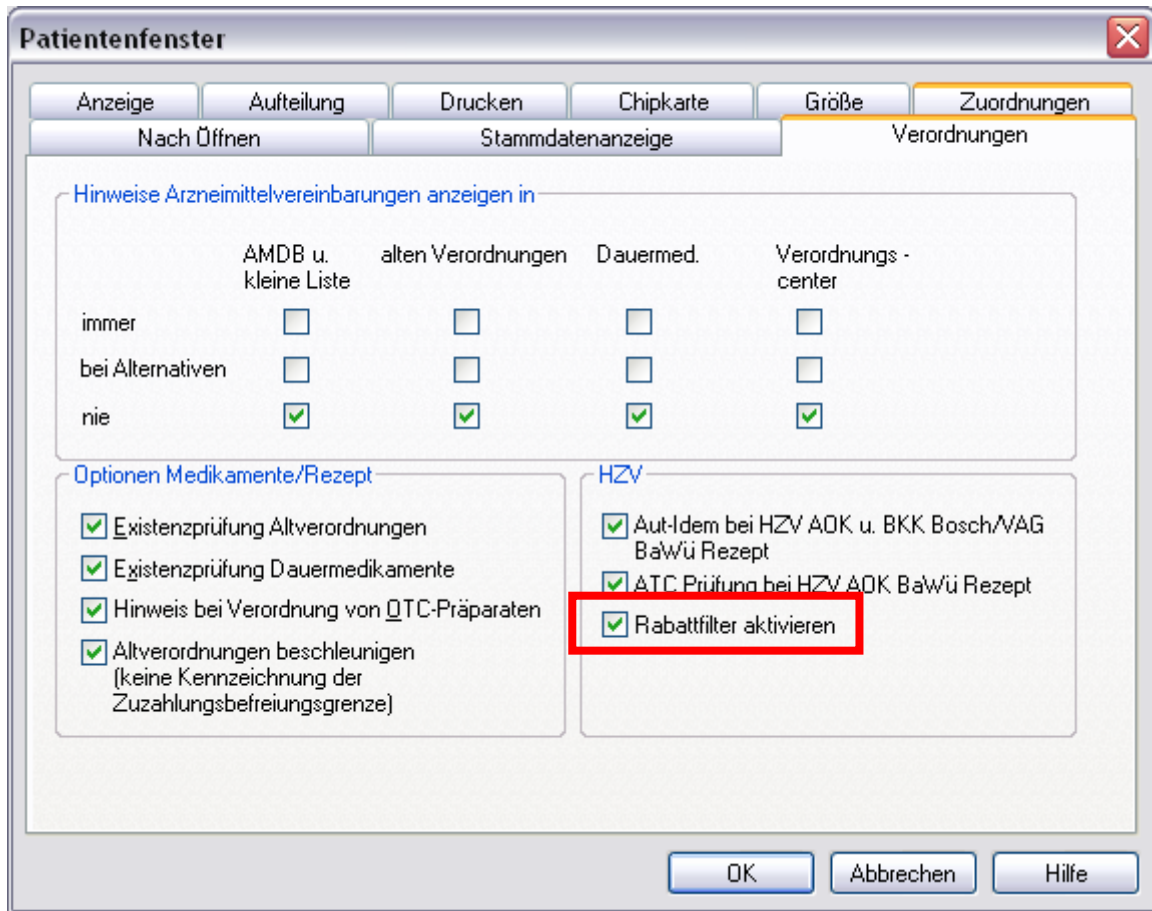 Patientenfenster
Anzeige Aufteilung Drucken Chipkarte Größe Zuordnungen
Nach Öffnen Stammdatenanzeige Verordnungen
Hinweise Arzneimittelvereinbarungen anzeigen in
AMDB u. alten Verordnungen Dauermed. Verordnungs -
kleine Liste center
immer
bei Alternativen
nie
Optionen Medikamente/Rezept
Existenzprüfung Altverordnungen
Existenzprüfung Dauermedikamente
Hinweis bei Verordnung von OTC-Präparaten
Altverordnungen beschleunigen
(keine Kennzeichnung der
Zuzahlungsbefreiungsgrenze)
HZV
Aut-Idem bei HZV AOK u. BKK Bosch/VAG
BaWü Rezept
ATC Prüfung bei HZV AOK BaWü Rezept
Rabattfilter aktivieren
OK Abbrechen Hilfe